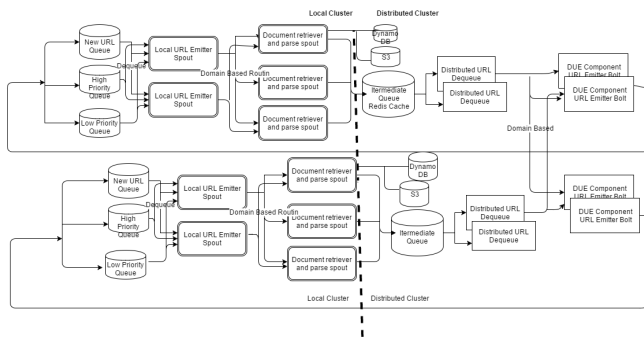 Local Cluster
Distributed Cluster
New URL
Queue
Local URL Emitter
Spout
Document retriever
and parse spout
Dynamo
DB
S3
Dequeue
Domain Based Routin
High
Priority
Queue
Local URL Emitter
Spout
Document retriever
and parse spout
Low Priority
Queue
Document retriever
and parse spout
Itermediate
Queue
Redis Cache
Distributed URL
Dequeue
Distributed URL
Dequeue
DUE Component
URL Emitter Bolt
DUE Component
URL Emitter Bolt
Domain Based
New URL
Queue
Local URL Emitter
Spout
Document retriever
and parse spout
Dynamo
DB
S3
Dequeue
Domain Based Routin
High
Priority
Queue
Local URL Emitter
Spout
Document retriever
and parse spout
Low Priority
Queue
Document retriever
and parse spout
Itermediate
Queue
Distributed URL
Dequeue
Distributed URL
Dequeue
DUE Component
URL Emitter Bolt
DUE Component
URL Emitter Bolt
Local Cluster
Distributed Cluster